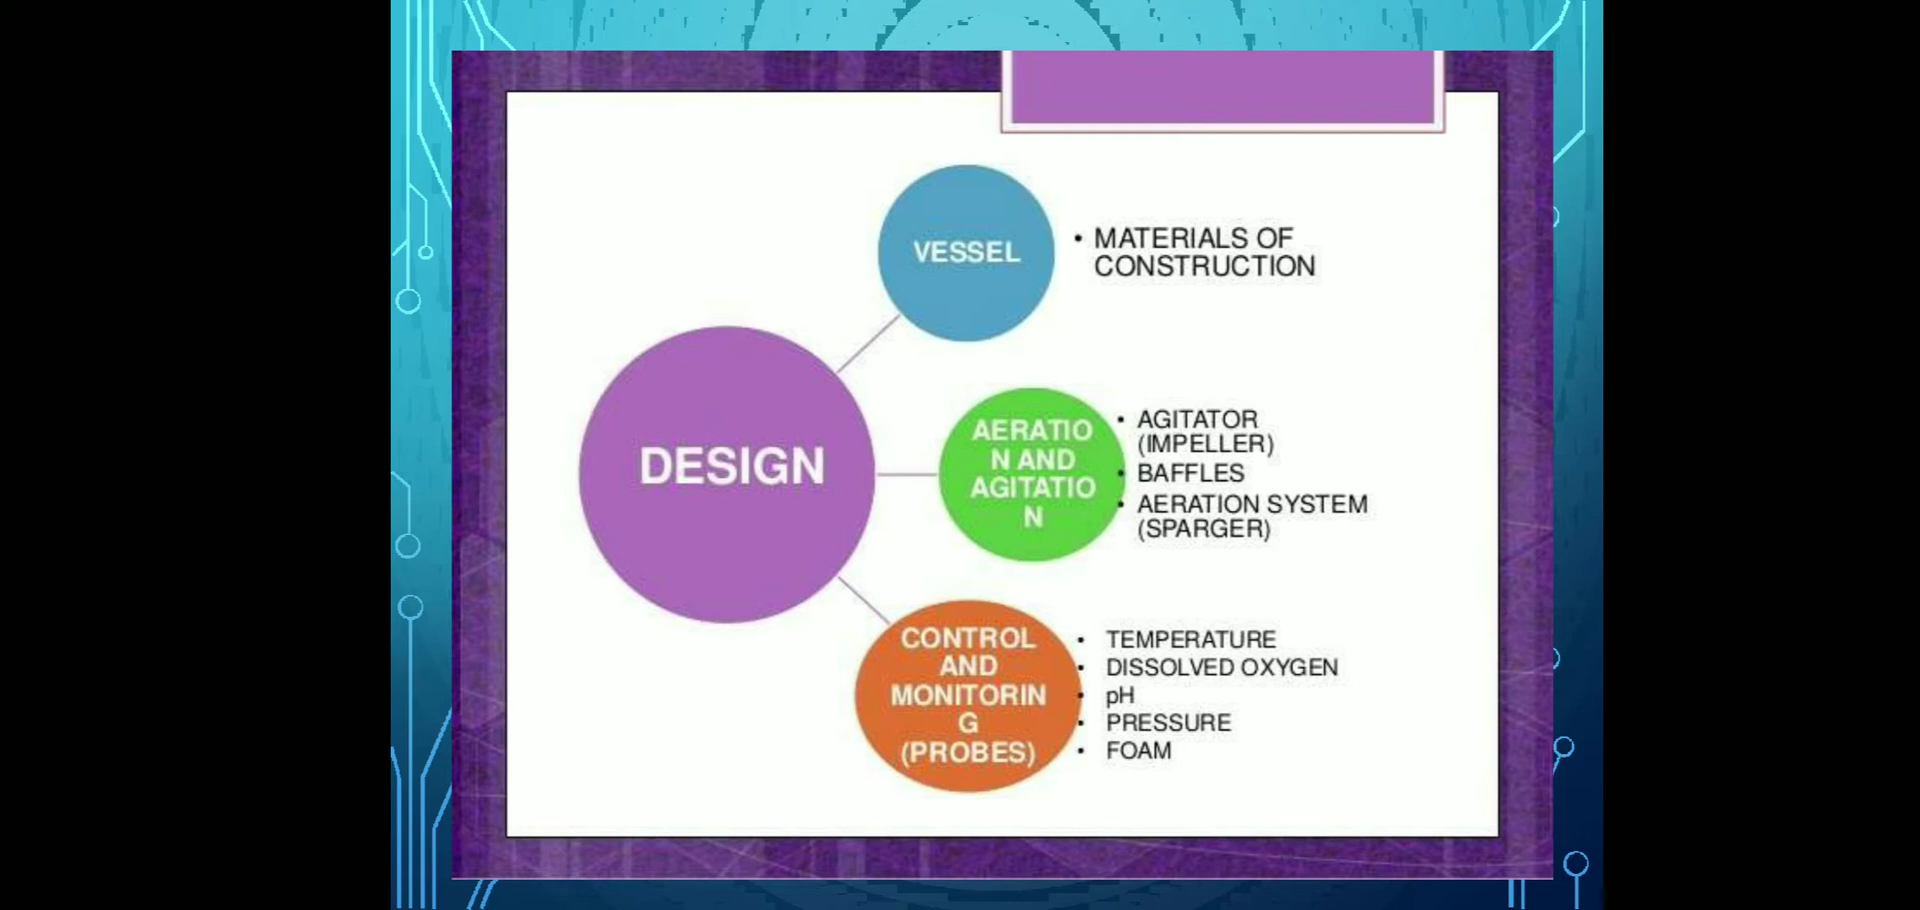 DESIGN
VESSEL
• MATERIALS OF
CONSTRUCTION
AERATIO
N AND
AGITATIO
N
• AGITATOR
(IMPELLER)
• BAFFLES
• AERATION SYSTEM
(SPARGER)
CONTROL
AND
MONITORIN
G
(PROBES)
• TEMPERATURE
• DISSOLVED OXYGEN
• pH
• PRESSURE
• FOAM